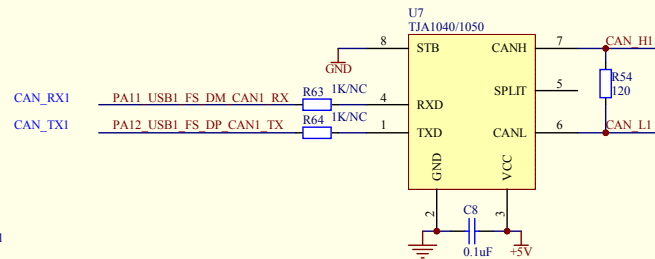 U7
TJA1040/1050
8 STB CANH 7 CAN_H1
GND
R54
120
SPLIT 5
CAN_RX1 PA11_USB1_FS_DM_CAN1_RX R63 1K/NC 4 RXD
CAN_TX1 PA12_USB1_FS_DP_CAN1_TX R64 1K/NC 1 TXD CANL 6 CAN_L1
GND VCC
2 C8 3
0.1uF +5V